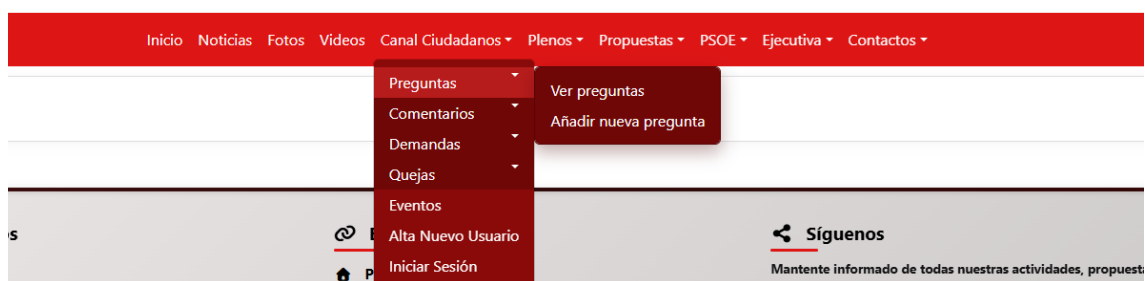 Inicio Noticias Fotos Videos Canal Ciudadanos Plenos Propuestas PSOE Ejecutiva Contactos
Preguntas
Ver preguntas
Comentarios
Añadir nueva pregunta
Demandas
Quejas
Eventos
Alta Nuevo Usuario
Síguenos
Iniciar Sesión
Mantente informado de todas nuestras actividades,